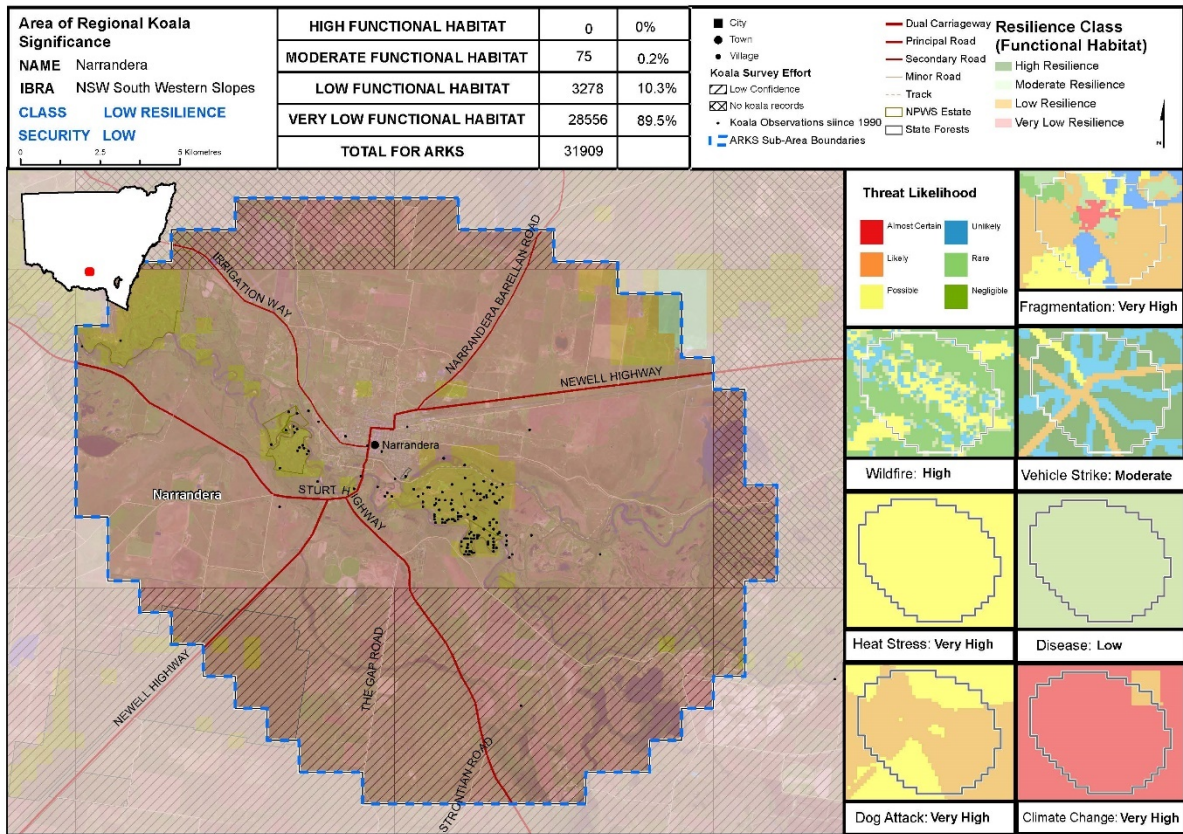 Area of Regional Koala
Significance
NAME Narrandera
IBRA NSW South Western Slopes
CLASS LOW RESILIENCE
SECURITY LOW
0 2.5 5 Kilometres
HIGH FUNCTIONAL HABITAT 0 0%
MODERATE FUNCTIONAL HABITAT 75 0.2%
LOW FUNCTIONAL HABITAT 3278 10.3%
VERY LOW FUNCTIONAL HABITAT 28556 89.5%
TOTAL FOR ARKS 31909
City
Town
Village
Koala Survey Effort
Low Confidence
No koala records
Koala Observations siince 1990
ARKS Sub-Area Boundaries
Dual Carriageway
Principal Road
Secondary Road
Minor Road
Track
NPWS Estate
State Forests
Resilience Class
(Functional Habitat)
High Resilience
Moderate Resilience
Low Resilience
Very Low Resilience
N
IRRIGATION WAY
NARRANDERA BARELLAN ROAD
NEWELL HIGHWAY
Narrandera
Narrandera
STURT HIGHWAY
NEWELL HIGHWAY
THE GAP ROAD
STRONTIAN ROAD
Threat Likelihood
Almost Certain Unlikely
Likely Rare
Possible Negligible
Fragmentation: Very High
Wildfire: High
Vehicle Strike: Moderate
Heat Stress: Very High
Disease: Low
Dog Attack: Very High
Climate Change: Very High